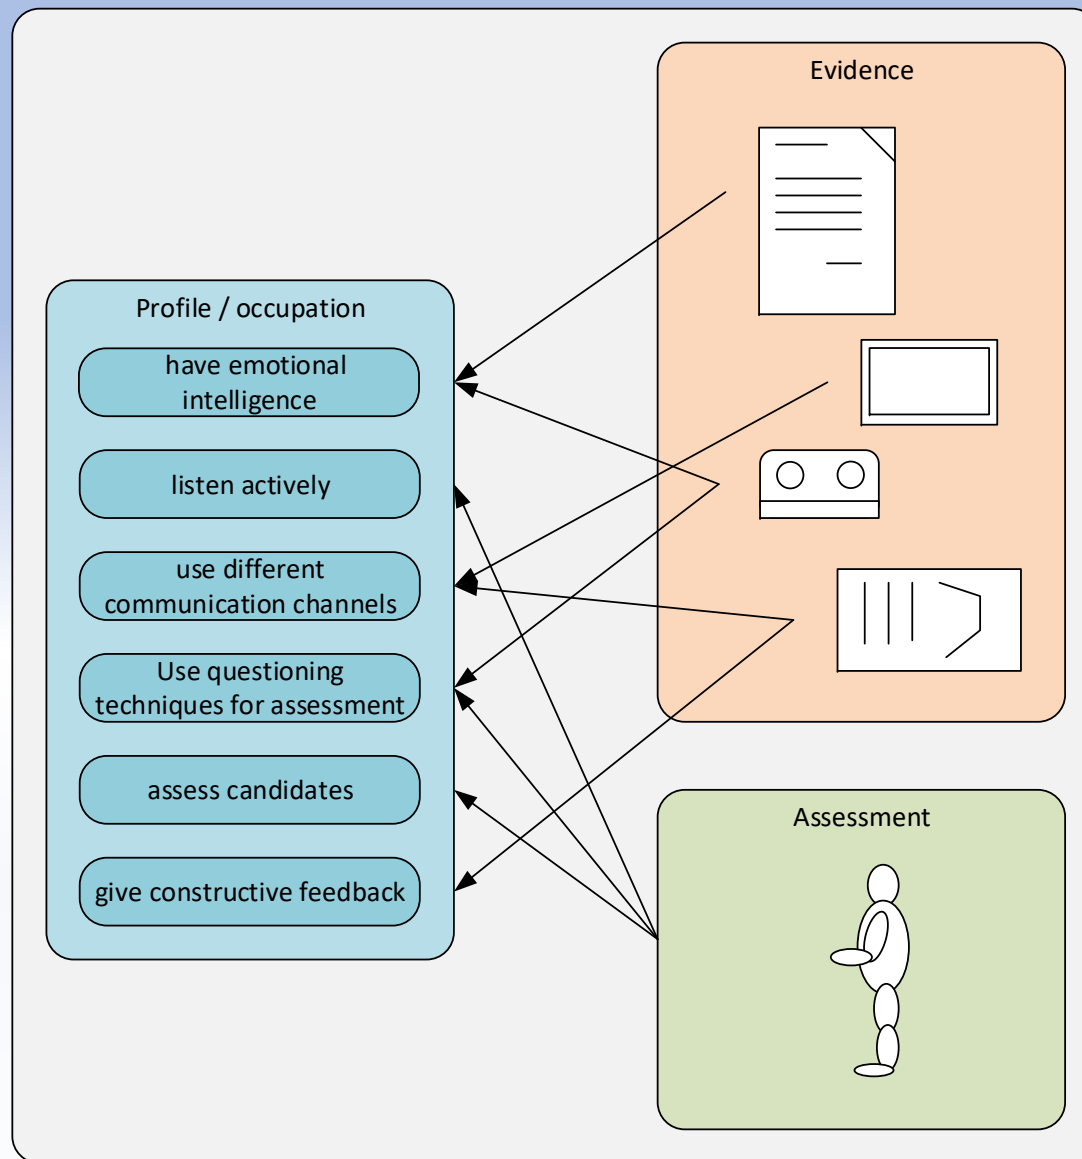 Evidence
Profile / occupation
have emotional
intelligence
listen actively
use different
communication channels
Use questioning
techniques for assessment
assess candidates
give constructive feedback
Assessment